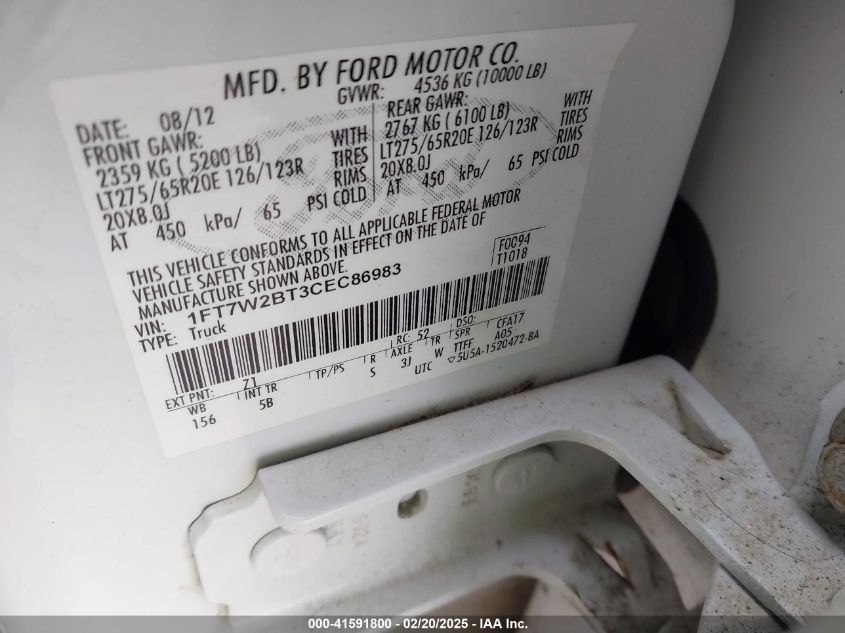 MFD. BY FORD MOTOR CO.
DATE: 08/12 GVWR: 4536 KG (10000 LB)
FRONT GAWR: REAR GAWR:
2359 KG ( 5200 LB) WITH 2767 KG ( 6100 LB) WITH
LT275/65R20E 126/123R TIRES LT275/65R20E 126/123R TIRES
20X8.0J RIMS 20X8.0J RIMS
AT 450 kPa/ 65 PSI COLD AT 450 kPa/ 65 PSI COLD
THIS VEHICLE CONFORMS TO ALL APPLICABLE FEDERAL MOTOR
VEHICLE SAFETY STANDARDS IN EFFECT ON THE DATE OF
MANUFACTURE SHOWN ABOVE.
F0094
T1018
VIN: 1FT7W2BT3CEC86983
TYPE: Truck
EXT PNT: Z1 RC: 52 DSO:
WB INT TR TP/PS R AXLE TR SPR CFA17
156 5B S 3J W TTFF A05
UTC ▽5U5A-1520472-BA
000-41591800 - 02/20/2025 - IAA Inc.